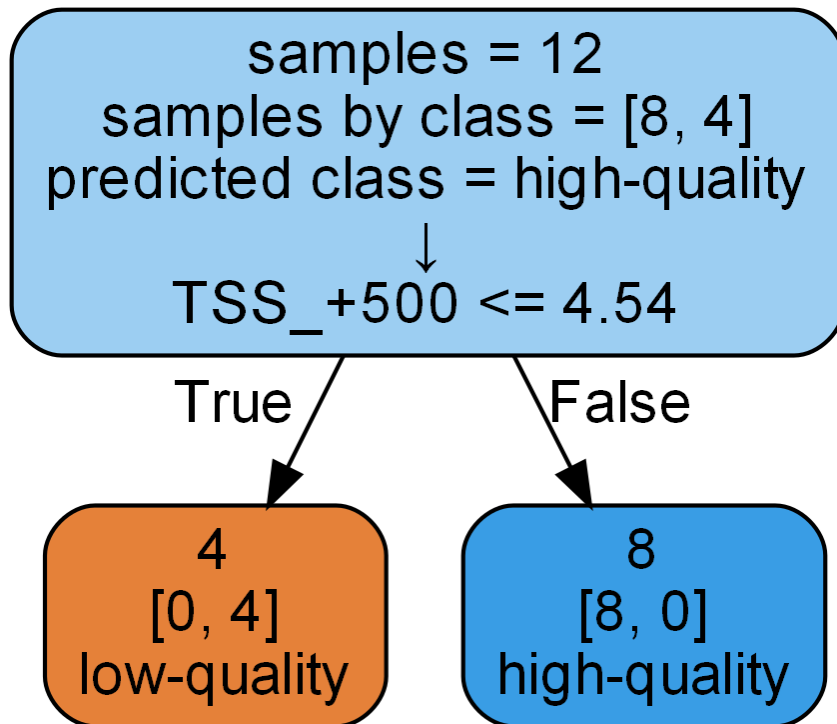 samples = 12
samples by class = [8, 4]
predicted class = high-quality
↓
TSS_+500 <= 4.54
True
False
4
[0, 4]
low-quality
8
[8, 0]
high-quality